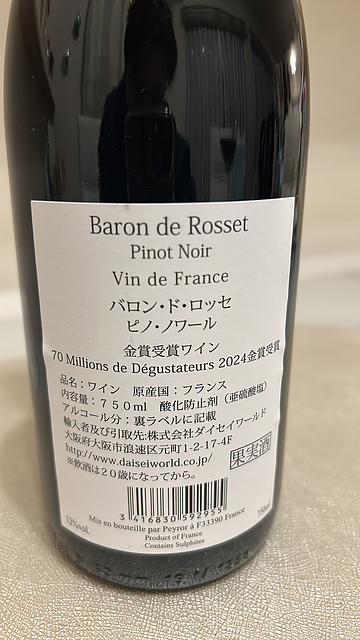 Baron de Rosset
Pinot Noir
Vin de France
バロン・ド・ロッセ
ピノ・ノワール
金賞受賞ワイン
70 Millions de Dégustateurs 2024金賞受賞
品名：ワイン　原産国：フランス
内容量：７５０ml　酸化防止剤（亜硫酸塩）
アルコール分：裏ラベルに記載
輸入者及び引取先:株式会社ダイセイワールド
大阪府大阪市浪速区元町1-2-17-4F
http://www.daiseiworld.co.jp/
果実酒
※飲酒は２０歳になってから。
3 416830 592955
12%vol.
Mis en bouteille par Peyror à F33390 France
750ml
Product of France
Contains Sulphites